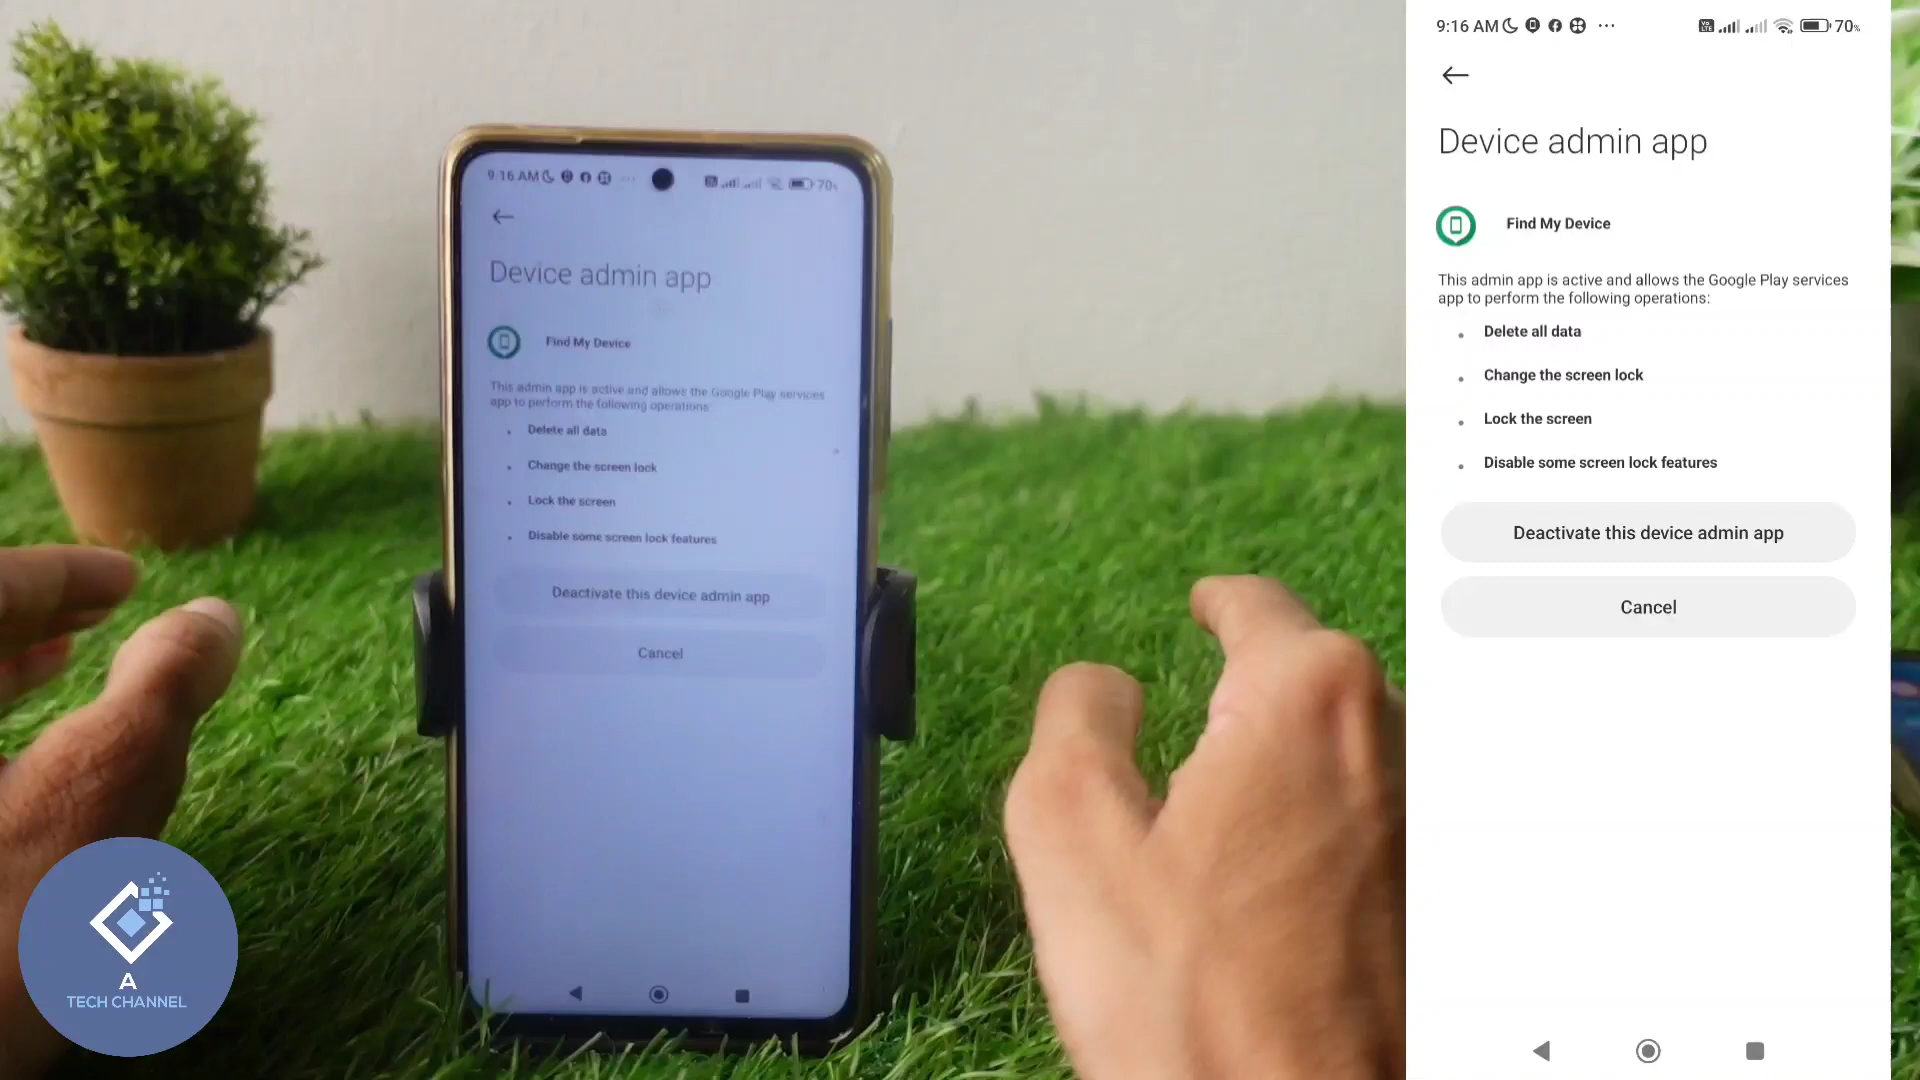 9:16 AM
70%
Device admin app
Find My Device
This admin app is active and allows the Google Play services
app to perform the following operations:
Delete all data
Change the screen lock
Lock the screen
Disable some screen lock features
Deactivate this device admin app
Cancel
A
TECH CHANNEL
9:16 AM
70%
Device admin app
Find My Device
This admin app is active and allows the Google Play services
app to perform the following operations:
Delete all data
Change the screen lock
Lock the screen
Disable some screen lock features
Deactivate this device admin app
Cancel